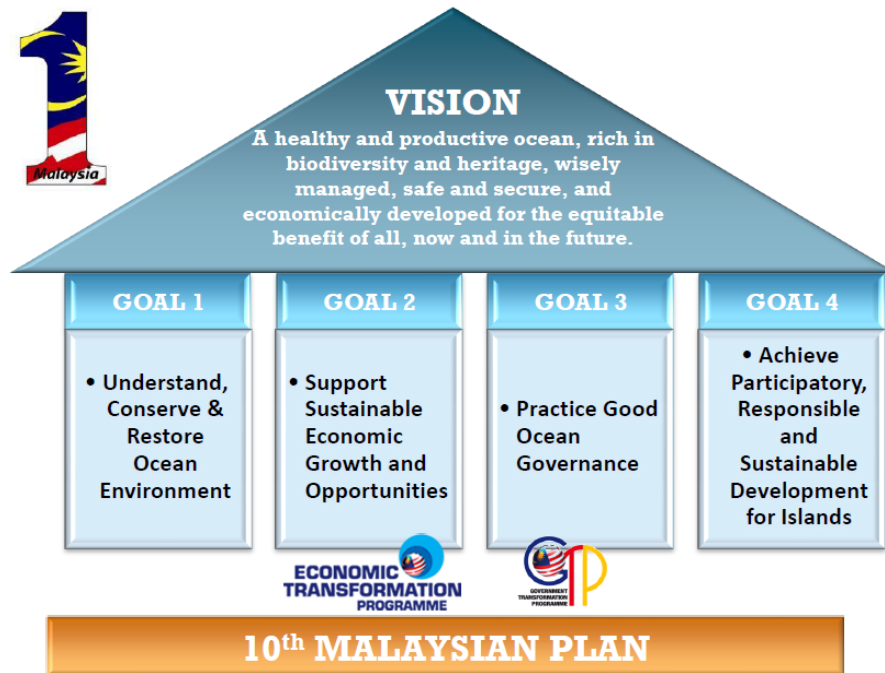 Malaysia
VISION
A healthy and productive ocean, rich in
biodiversity and heritage, wisely
managed, safe and secure, and
economically developed for the equitable
benefit of all, now and in the future.
GOAL 1
• Understand,
Conserve &
Restore
Ocean
Environment
GOAL 2
• Support
Sustainable
Economic
Growth and
Opportunities
GOAL 3
• Practice Good
Ocean
Governance
GOAL 4
• Achieve
Participatory,
Responsible
and
Sustainable
Development
for Islands
ECONOMIC
TRANSFORMATION
PROGRAMME
GTP
GOVERNMENT
TRANSFORMATION
PROGRAMME
10th MALAYSIAN PLAN